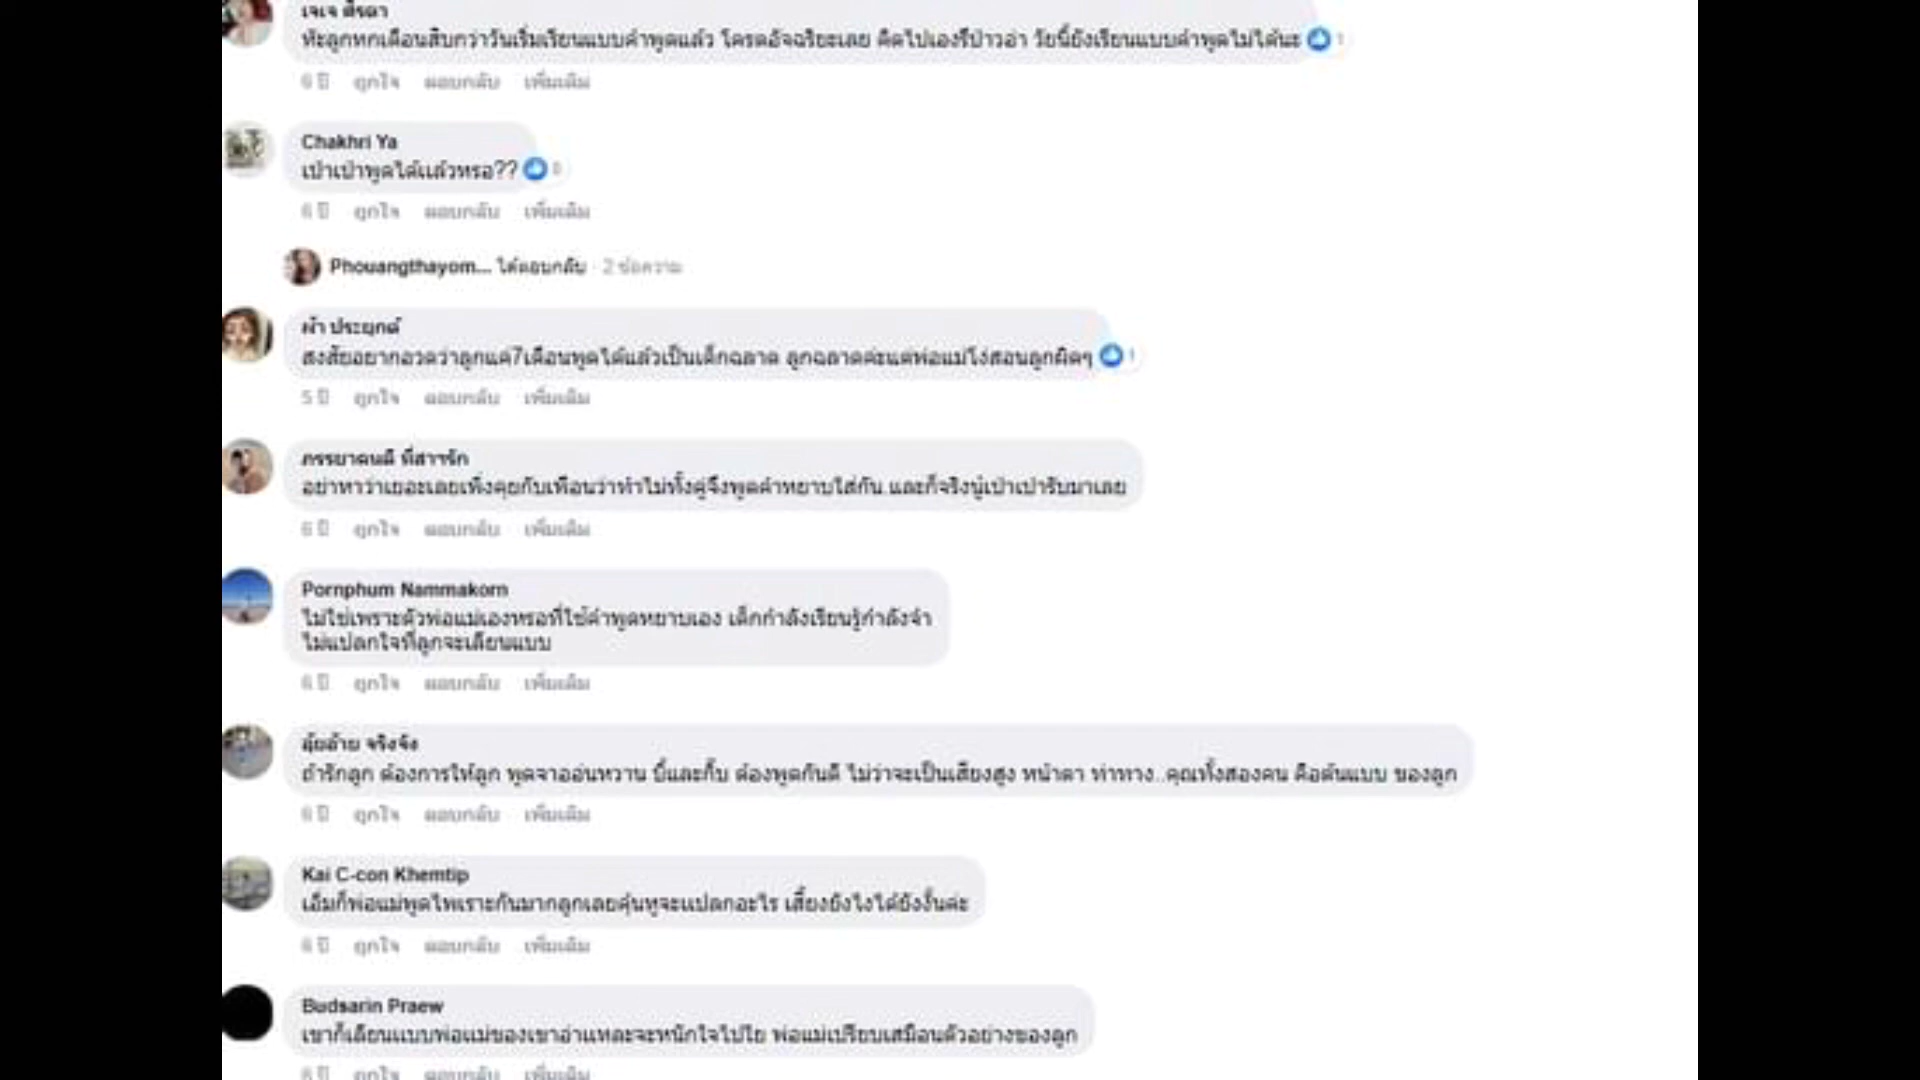 เจเจ ศิรดา
ห๊ะลูกหกเดือนสิบกว่าวันเริ่มเรียนแบบคำพูดแล้ว โครตอัจฉริยะเลย คิดไปเองรึป่าวอ่า วัยนี้ยังเรียนแบบคำพูดไม่ได้นะ 1
6 ปี ถูกใจ ตอบกลับ เพิ่มเติม
Chakhri Ya
เป่าเป้าพูดได้แล้วหรอ??
6 ปี ถูกใจ ตอบกลับ เพิ่มเติม
Phouangthayom... ได้ตอบกลับ · 2 ข้อความ
ผ้า ประยุกต์
สงสัยอยากอวดว่าลูกแค่7เดือนพูดได้แล้วเป็นเด็กฉลาด ลูกฉลาดค่ะแต่พ่อแม่โง่สอนลูกผิดๆ 1
5 ปี ถูกใจ ตอบกลับ เพิ่มเติม
ภรรยาคนดี ที่สาาารัก
อย่าหาว่าเยอะเลยเพิ่งคุยกับเพื่อนว่าทำไม่ทั้งคู่จึงพูดคำหยาบใส่กัน และก็จริงนู๋เป่าเปารับมาเลย
6 ปี ถูกใจ ตอบกลับ เพิ่มเติม
Pornphum Nammakorn
ไม่ใช่เพราะตัวพ่อแม่เองหรอที่ใช้คำพูดหยาบเอง เด็กกำลังเรียนรู้กำลังจำ
ไม่แปลกใจที่ลูกจะเลียนแบบ
6 ปี ถูกใจ ตอบกลับ เพิ่มเติม
อุ้ยอ้าย จริงจัง
ถ้ารักลูก ต้องการให้ลูก พูดจาอ่อนหวาน บี้และกิ๊บ ต้องพูดกันดี ไม่ว่าจะเป็นเสียงสูง หน้าตา ท่าทาง..คุณทั้งสองคน คือต้นแบบ ของลูก
6 ปี ถูกใจ ตอบกลับ เพิ่มเติม
Kai C-con Khemtip
เอ็มก็พ่อแม่พูดไพเราะกันมากลูกเลยคุ้นหูจะแปลกอะไร เลี้ยงยังไงได้ยังงั้นค่ะ
6 ปี ถูกใจ ตอบกลับ เพิ่มเติม
Budsarin Praew
เขาก็เลียนแบบพ่อแม่ของเขาอ่าแหละจะหนักใจไปใย พ่อแม่เปรียบเสมือนตัวอย่างของลูก
6 ปี ถูกใจ ตอบกลับ เพิ่มเติม